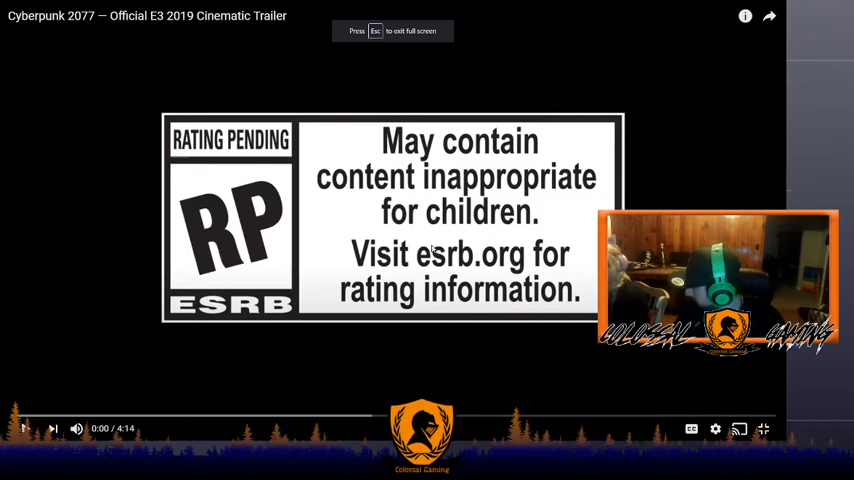 Cyberpunk 2077 — Official E3 2019 Cinematic Trailer
Press Esc to exit full screen
RATING PENDING
RP
ESRB
May contain
content inappropriate
for children.
Visit esrb.org for
rating information.
COLOSSAL GAMING
Colossal Gaming
0:00 / 4:14
CC
Colossal Gaming